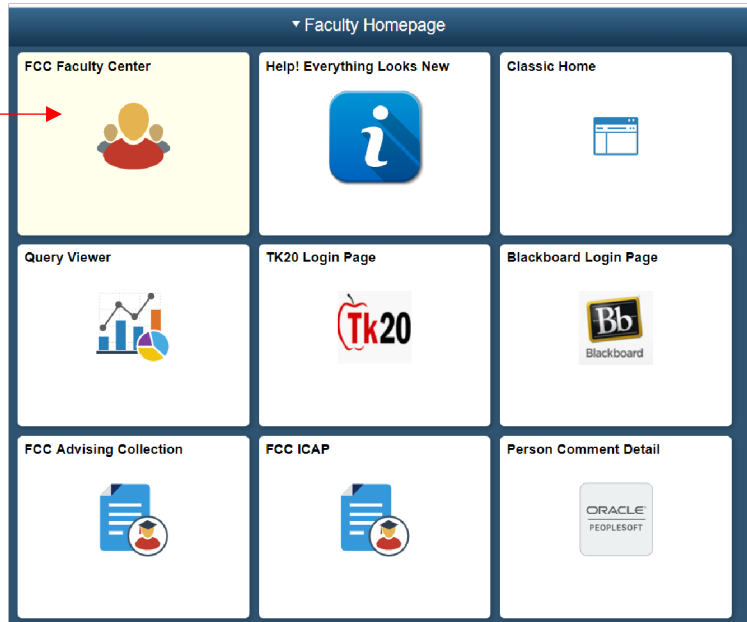 Faculty Homepage
FCC Faculty Center
Help! Everything Looks New
Classic Home
i
Query Viewer
TK20 Login Page
Blackboard Login Page
Tk20
Bb
Blackboard
FCC Advising Collection
FCC ICAP
Person Comment Detail
ORACLE
PEOPLESOFT